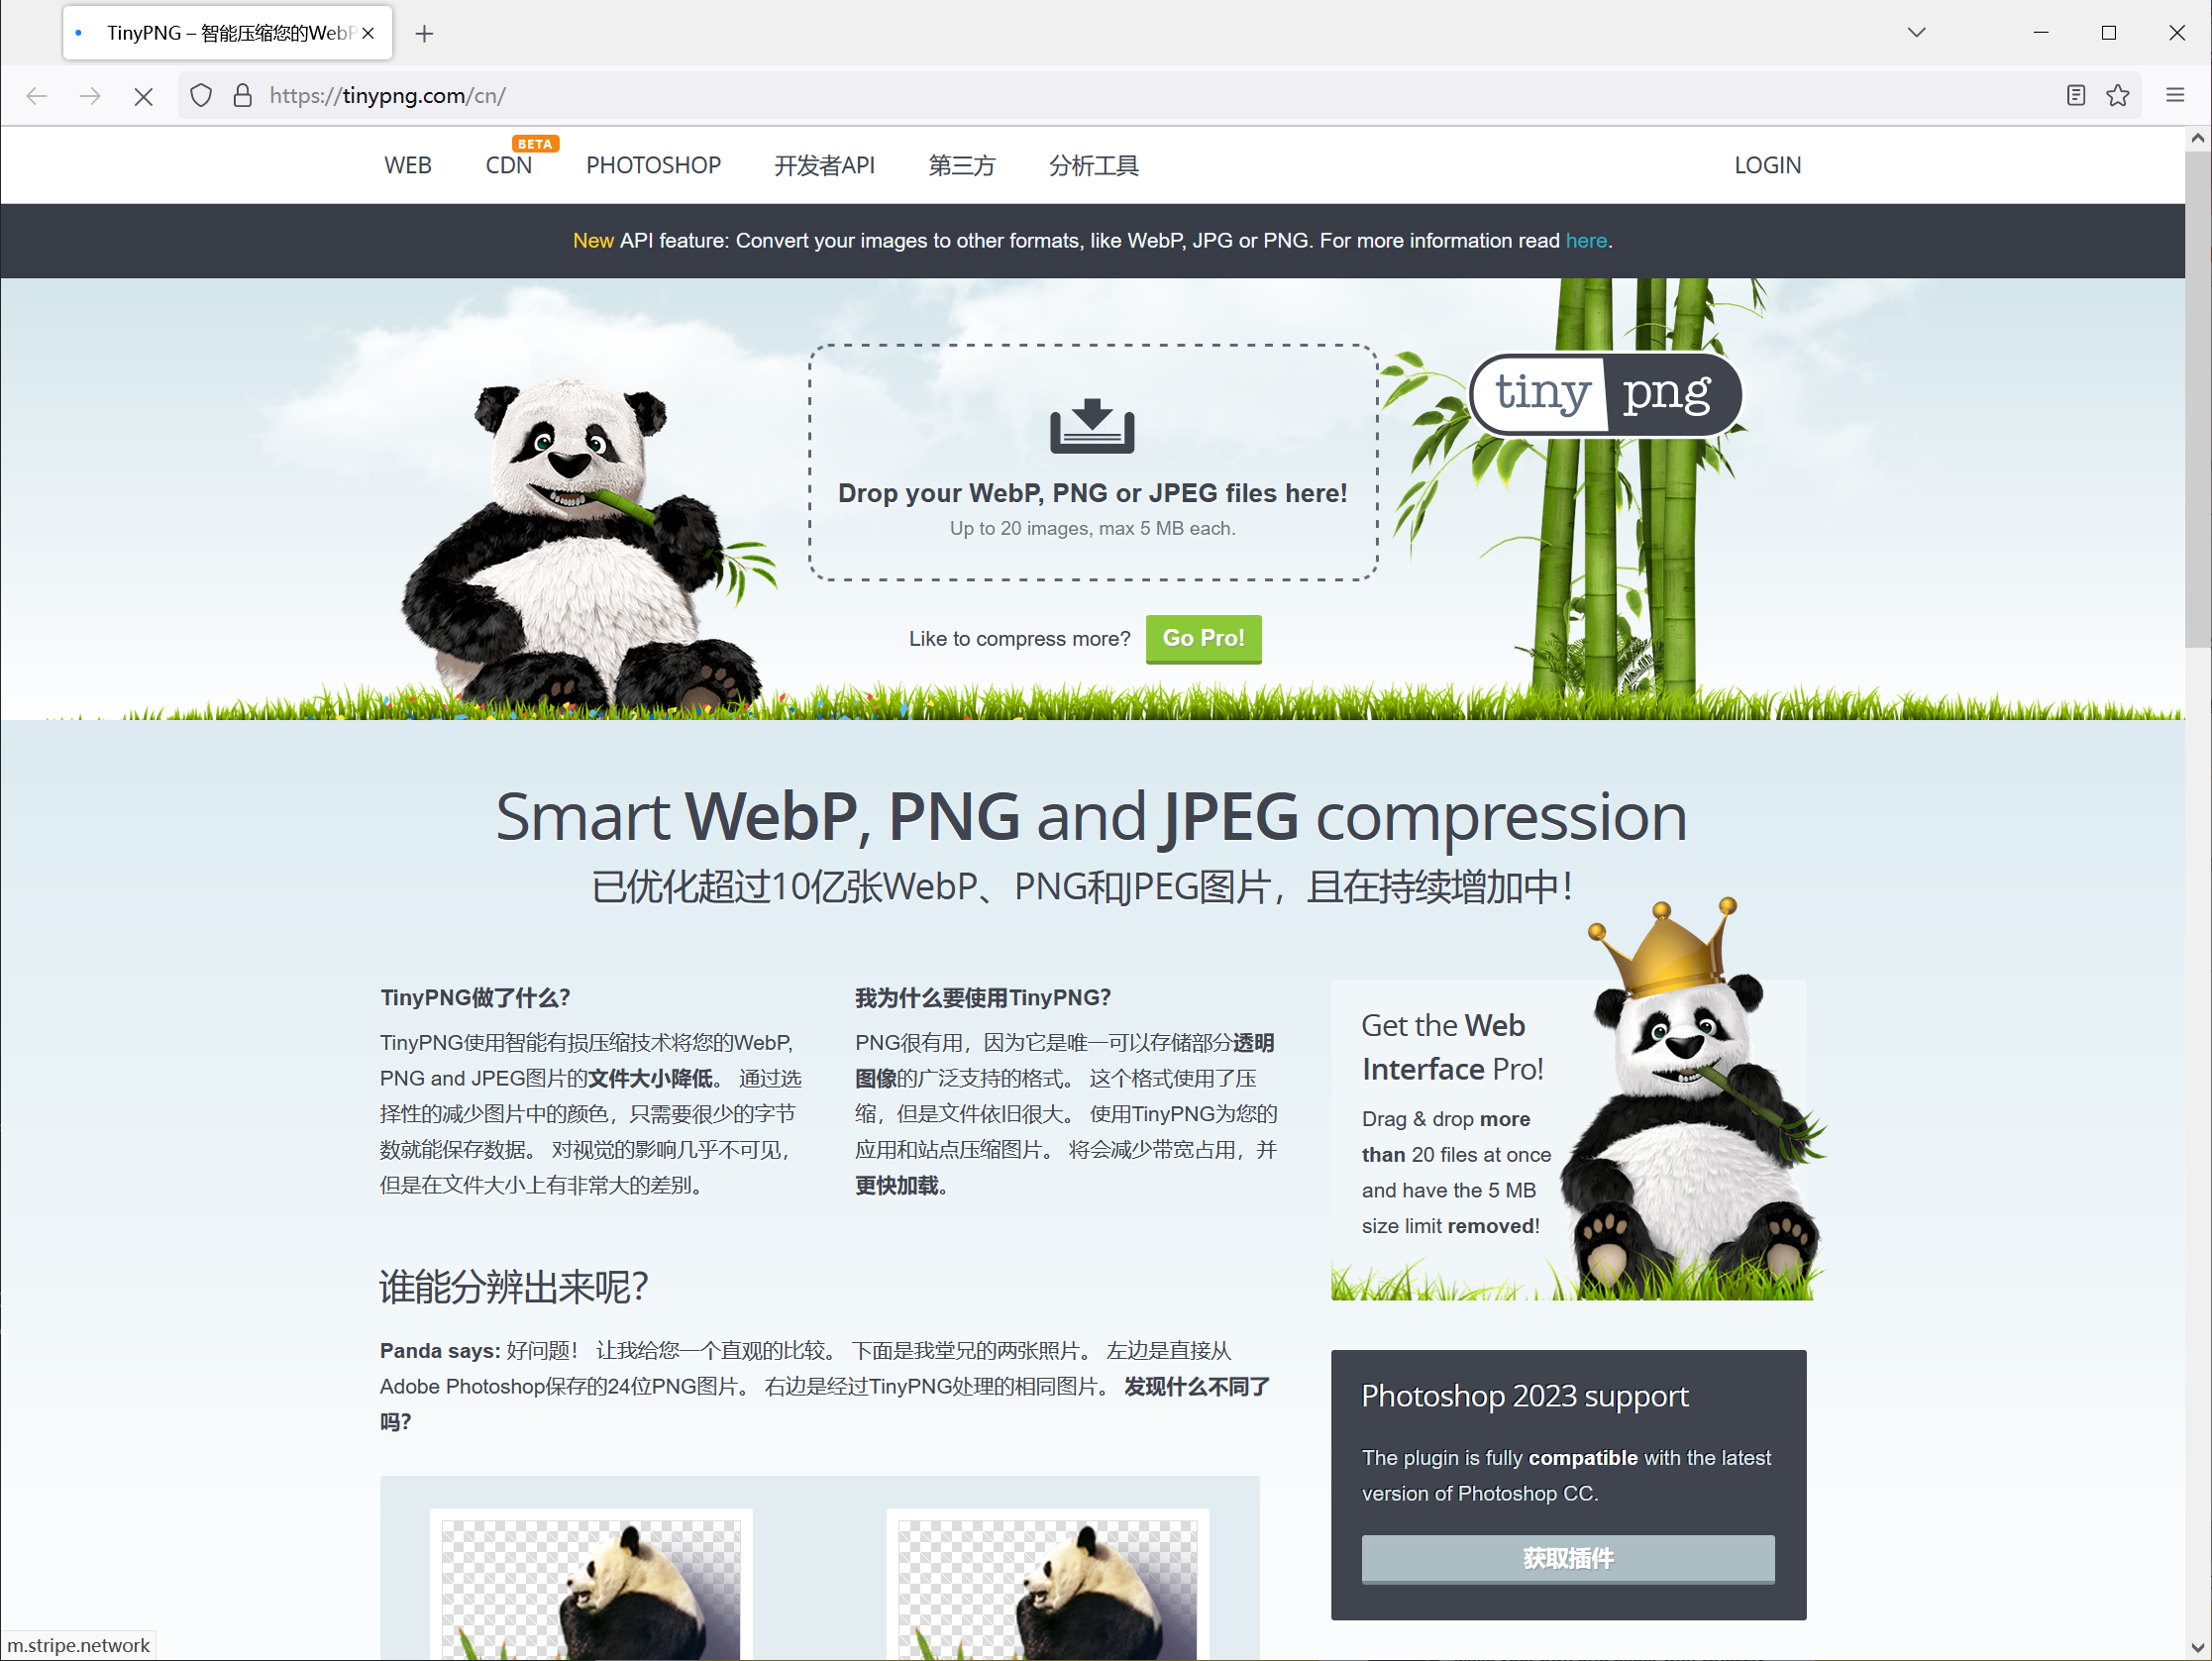 TinyPNG – 智能压缩您的WebP
https://tinypng.com/cn/
WEB
CDN
BETA
PHOTOSHOP
开发者API
第三方
分析工具
LOGIN
New API feature: Convert your images to other formats, like WebP, JPG or PNG. For more information read here.
tiny png
Drop your WebP, PNG or JPEG files here!
Up to 20 images, max 5 MB each.
Like to compress more?
Go Pro!
Smart WebP, PNG and JPEG compression
已优化超过10亿张WebP、PNG和JPEG图片，且在持续增加中！
TinyPNG做了什么？
TinyPNG使用智能有损压缩技术将您的WebP,
PNG and JPEG图片的文件大小降低。 通过选
择性的减少图片中的颜色，只需要很少的字节
数就能保存数据。 对视觉的影响几乎不可见，
但是在文件大小上有非常大的差别。
我为什么要使用TinyPNG？
PNG很有用，因为它是唯一可以存储部分透明
图像的广泛支持的格式。 这个格式使用了压
缩，但是文件依旧很大。 使用TinyPNG为您的
应用和站点压缩图片。 将会减少带宽占用，并
更快加载。
Get the Web
Interface Pro!
Drag & drop more
than 20 files at once
and have the 5 MB
size limit removed!
谁能分辨出来呢？
Panda says: 好问题！ 让我给您一个直观的比较。 下面是我堂兄的两张照片。 左边是直接从
Adobe Photoshop保存的24位PNG图片。 右边是经过TinyPNG处理的相同图片。 发现什么不同了
吗？
Photoshop 2023 support
The plugin is fully compatible with the latest
version of Photoshop CC.
获取插件
m.stripe.network